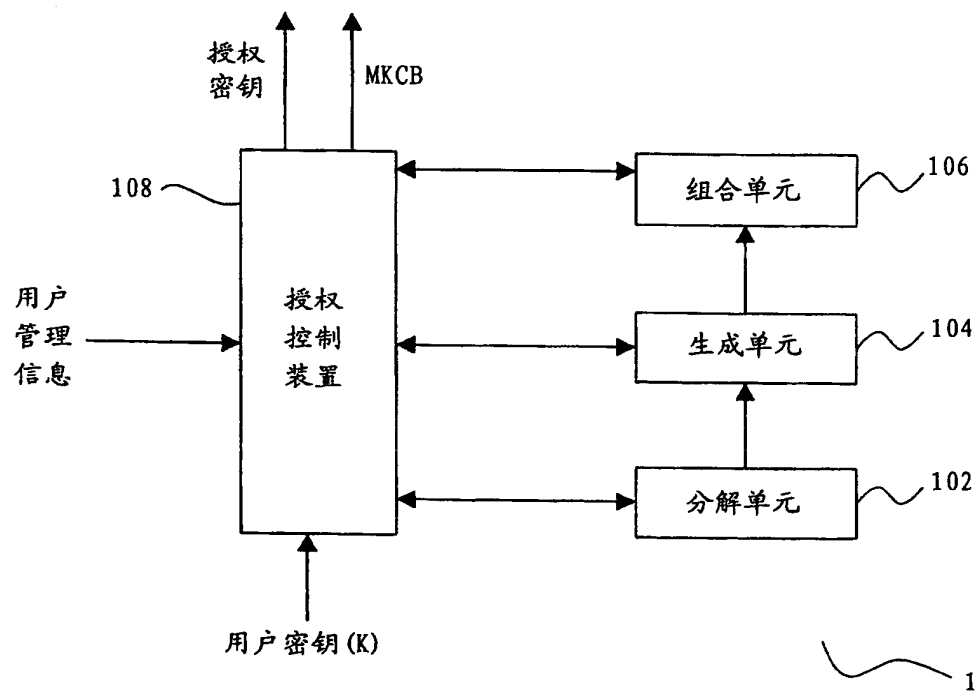 授权
密钥
MKCB
108
组合单元
106
用户
管理
信息
授权
控制
装置
生成单元
104
分解单元
102
用户密钥(K)
1